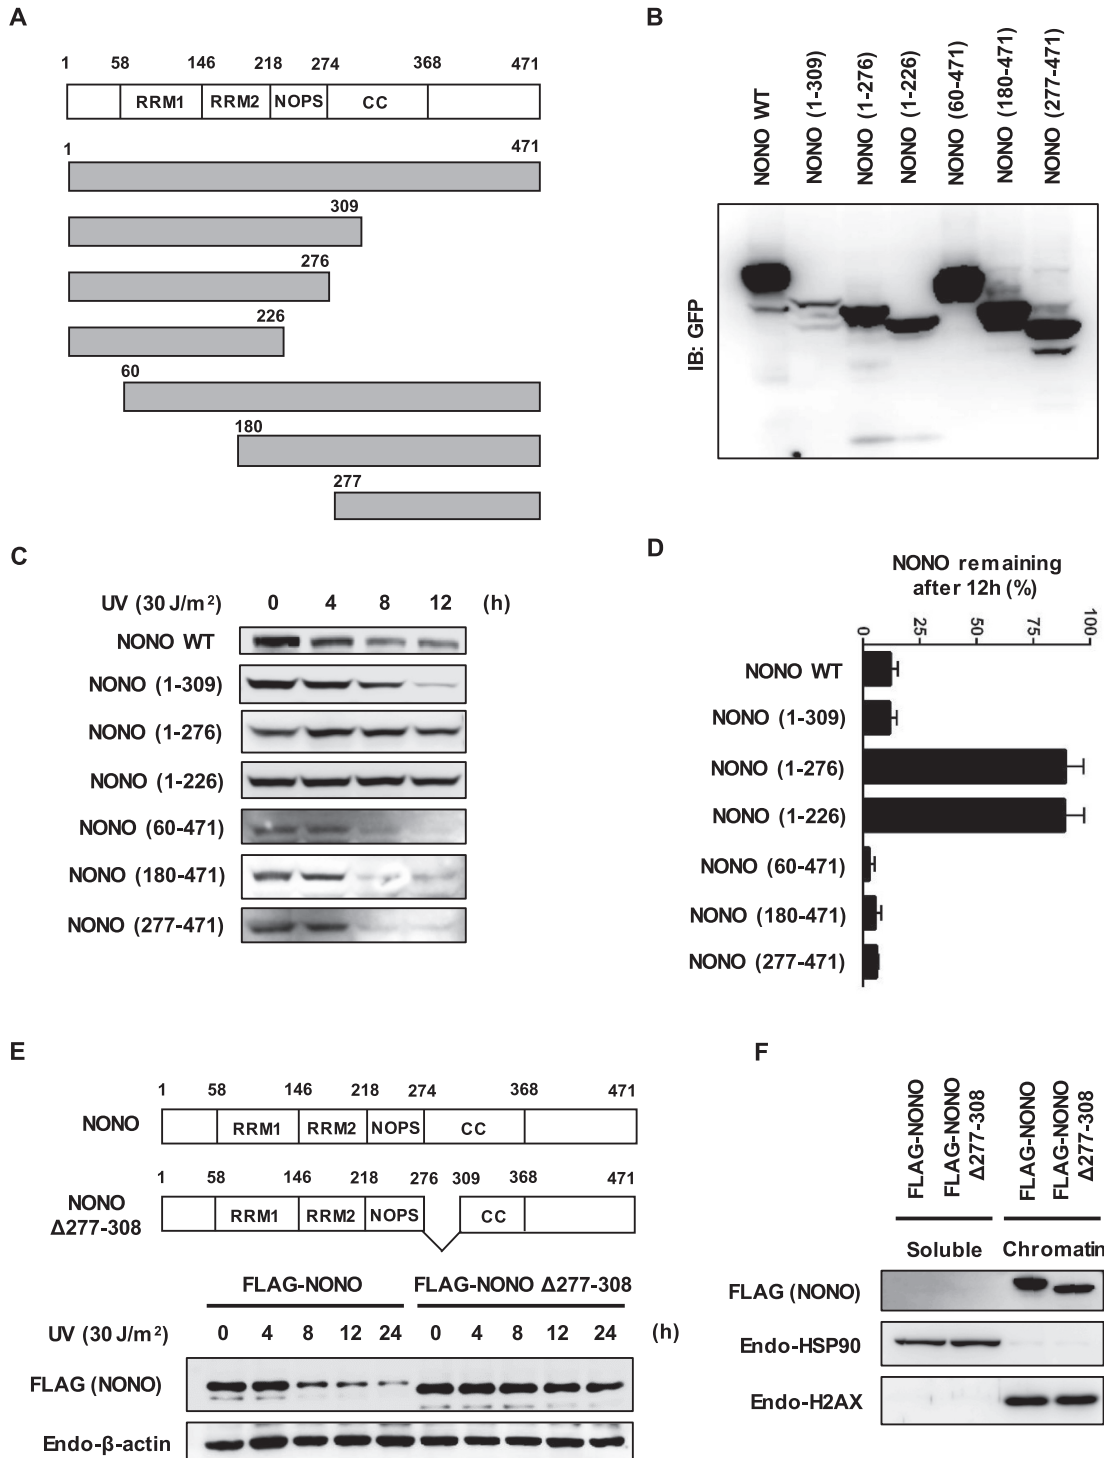 A
1 58 146 218 274 368 471
RRM1 RRM2 NOPS CC
1 471
309
276
226
60
180
277
B
NONO WT
NONO (1-309)
NONO (1-276)
NONO (1-226)
NONO (60-471)
NONO (180-471)
NONO (277-471)
IB: GFP
C
UV (30 J/m²) 0 4 8 12 (h)
NONO WT
NONO (1-309)
NONO (1-276)
NONO (1-226)
NONO (60-471)
NONO (180-471)
NONO (277-471)
D
NONO remaining
after 12h (%)
0 25 50 75 100
NONO WT
NONO (1-309)
NONO (1-276)
NONO (1-226)
NONO (60-471)
NONO (180-471)
NONO (277-471)
E
1 58 146 218 274 368 471
NONO RRM1 RRM2 NOPS CC
1 58 146 218 276 309 368 471
NONO
Δ277-308
RRM1 RRM2 NOPS CC
FLAG-NONO FLAG-NONO Δ277-308
UV (30 J/m²) 0 4 8 12 24 0 4 8 12 24 (h)
FLAG (NONO)
Endo-β-actin
F
FLAG-NONO
FLAG-NONO
Δ277-308
FLAG-NONO
FLAG-NONO
Δ277-308
Soluble Chromatin
FLAG (NONO)
Endo-HSP90
Endo-H2AX